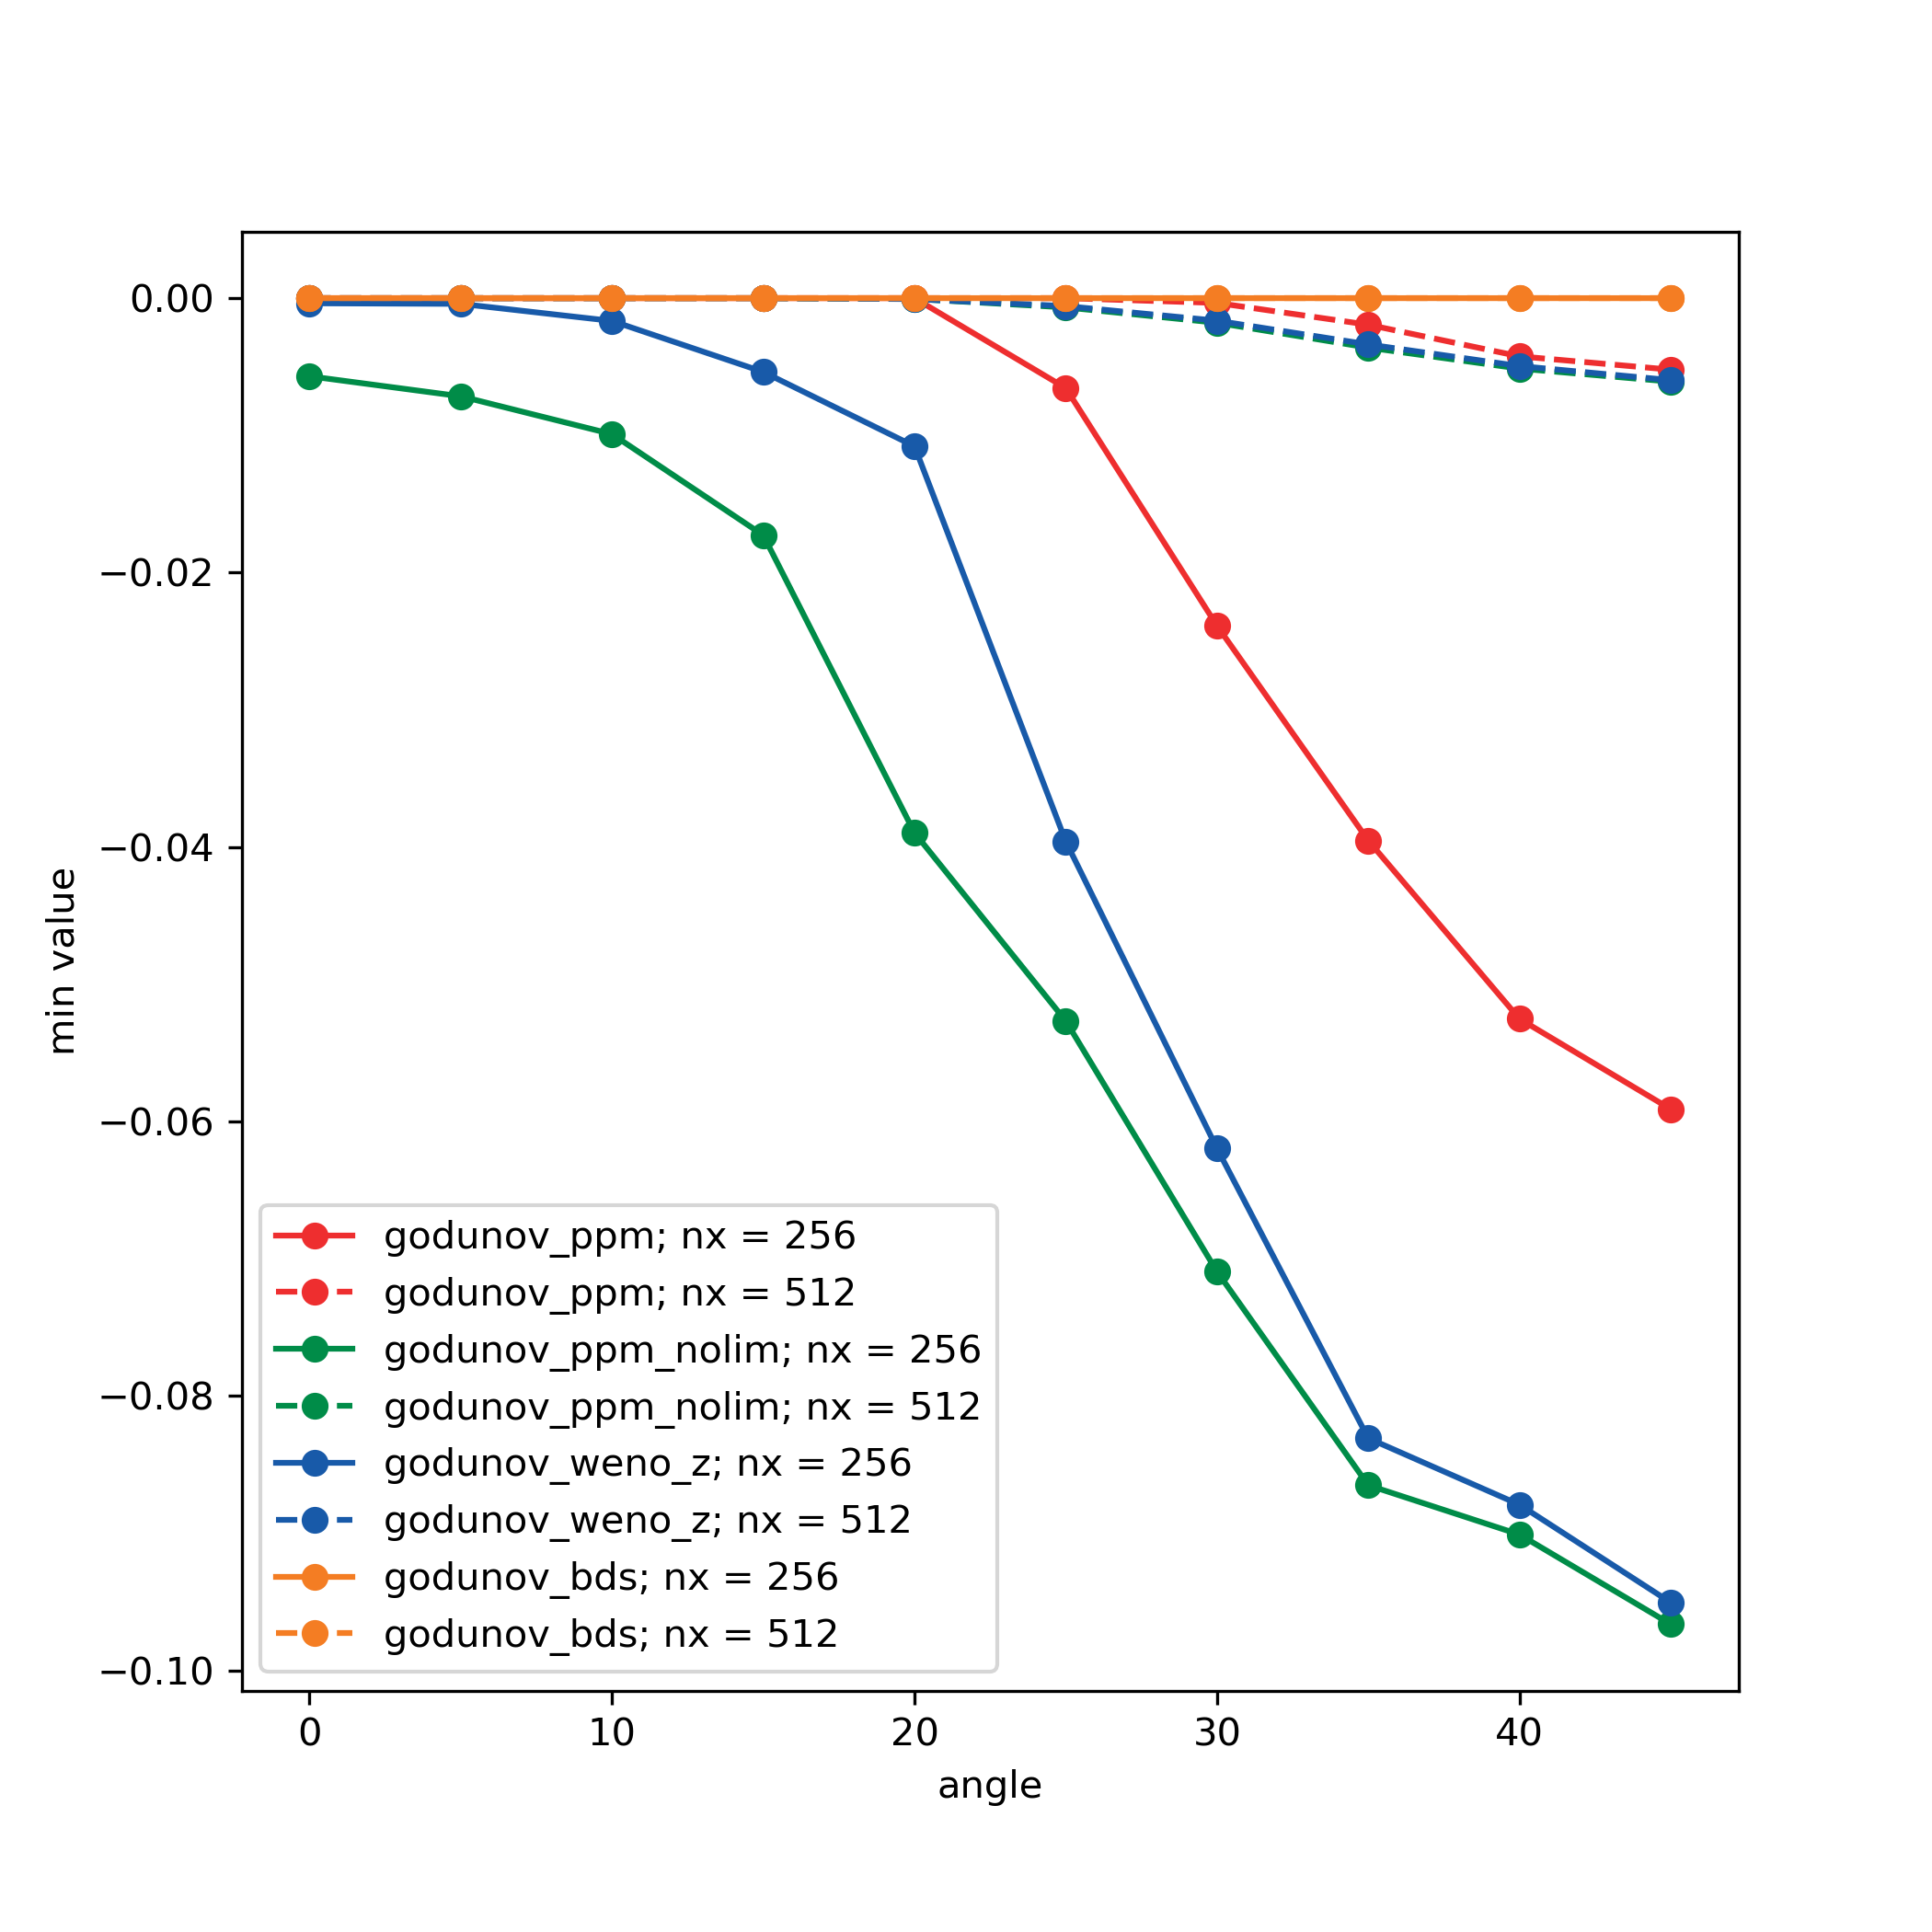 0.00
−0.02
−0.04
−0.06
−0.08
−0.10
min value
godunov_ppm; nx = 256
godunov_ppm; nx = 512
godunov_ppm_nolim; nx = 256
godunov_ppm_nolim; nx = 512
godunov_weno_z; nx = 256
godunov_weno_z; nx = 512
godunov_bds; nx = 256
godunov_bds; nx = 512
0 10 20 30 40
angle